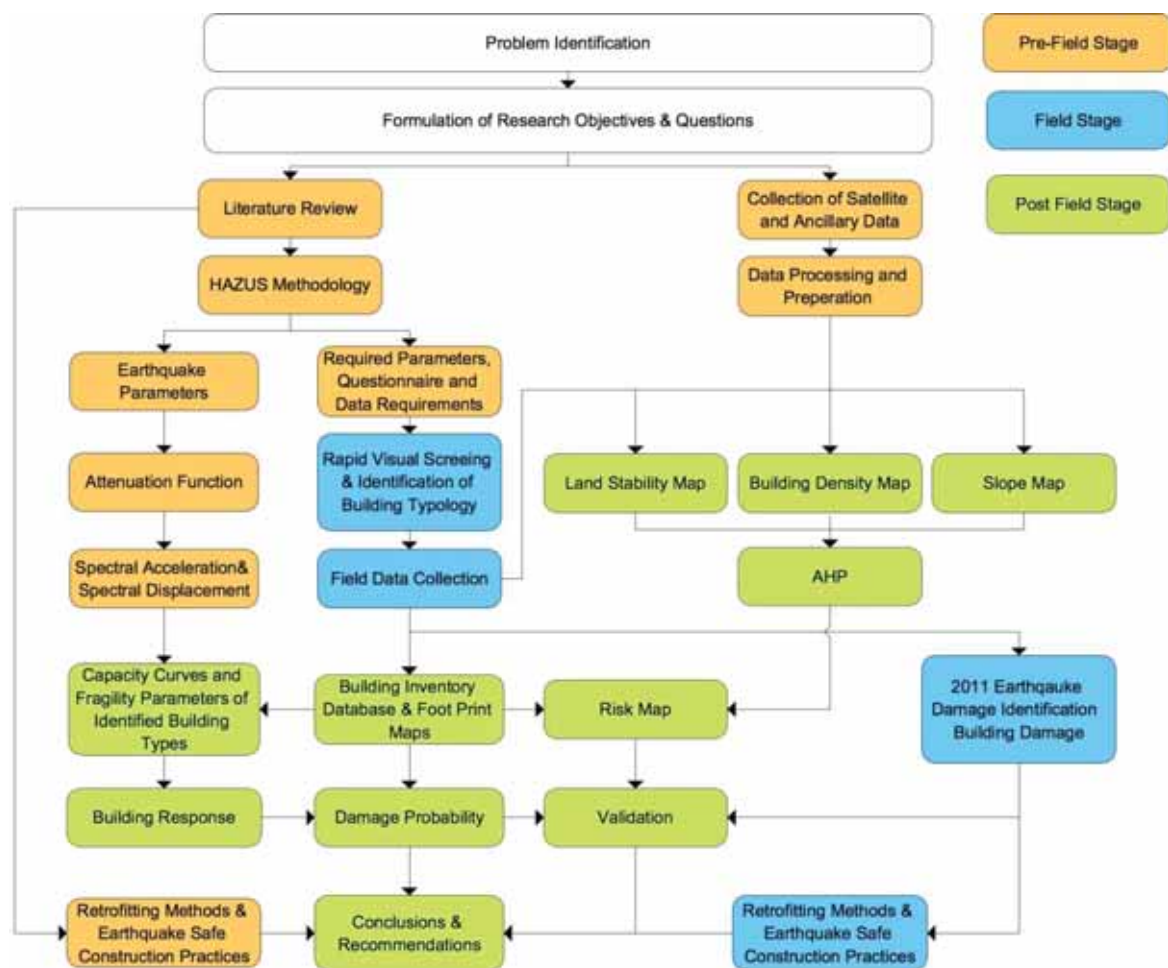 Problem Identification
Pre-Field Stage
Formulation of Research Objectives & Questions
Field Stage
Literature Review
Collection of Satellite
and Ancillary Data
Post Field Stage
HAZUS Methodology
Data Processing and
Preperation
Earthquake
Parameters
Required Parameters,
Questionnaire and
Data Requirements
Attenuation Function
Rapid Visual Screeing
& Identification of
Building Typology
Land Stability Map
Building Density Map
Slope Map
Spectral Acceleration&
Spectral Displacement
Field Data Collection
AHP
Capacity Curves and
Fragility Parameters of
Identified Building
Types
Building Inventory
Database & Foot Print
Maps
Risk Map
2011 Earthqauke
Damage Identification
Building Damage
Building Response
Damage Probability
Validation
Retrofitting Methods &
Earthquake Safe
Construction Practices
Conclusions &
Recommendations
Retrofitting Methods &
Earthquake Safe
Construction Practices